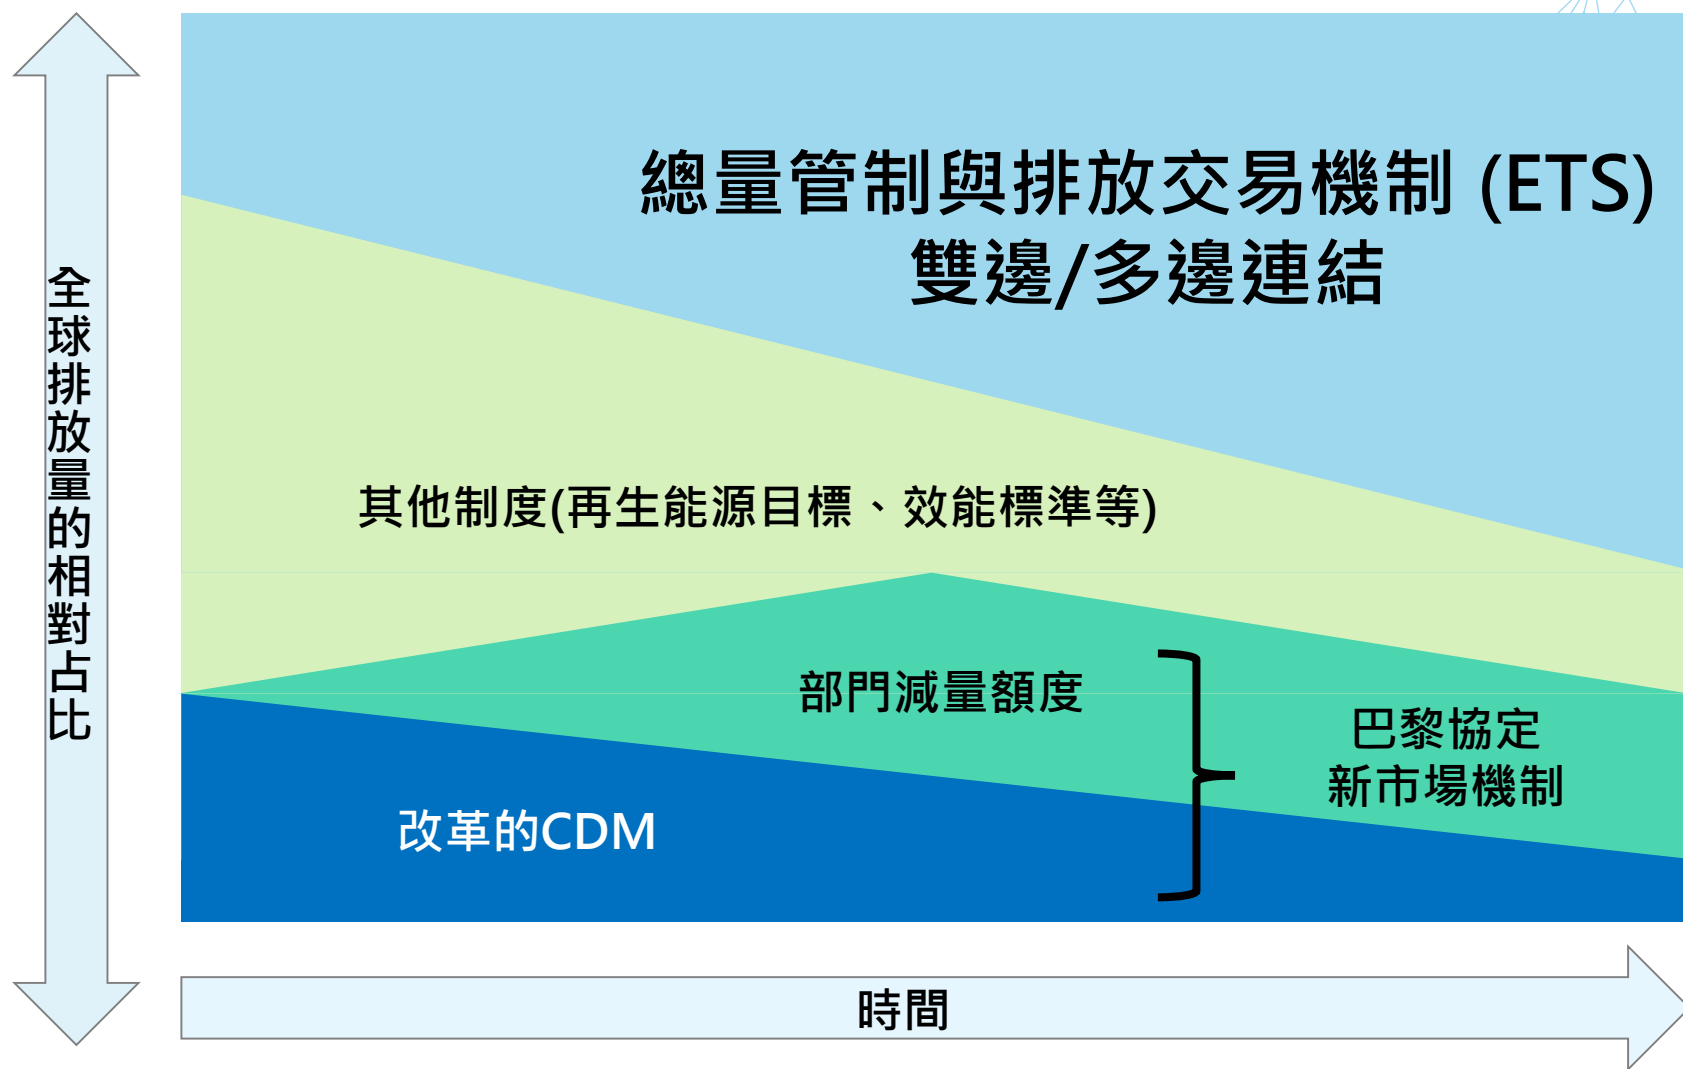 總量管制與排放交易機制 (ETS)
雙邊/多邊連結
全球排放量的相對占比
其他制度(再生能源目標、效能標準等)
部門減量額度
巴黎協定
新市場機制
改革的CDM
時間